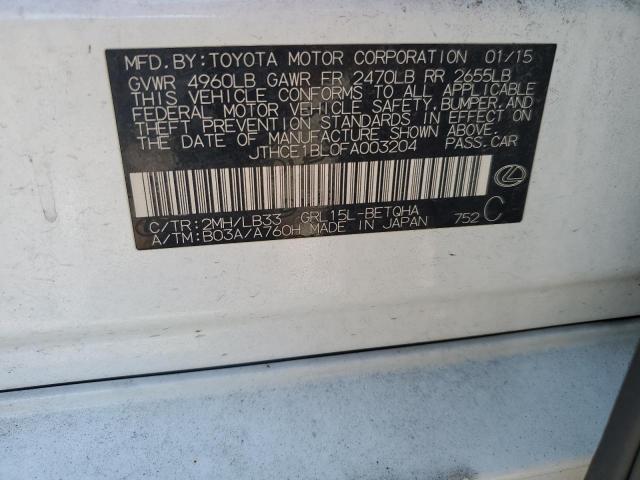 MFD. BY: TOYOTA MOTOR CORPORATION 01/15
GVWR 4960LB GAWR FR 2470LB RR 2655LB
THIS VEHICLE CONFORMS TO ALL APPLICABLE
FEDERAL MOTOR VEHICLE SAFETY, BUMPER, AND
THEFT PREVENTION STANDARDS IN EFFECT ON
THE DATE OF MANUFACTURE SHOWN ABOVE.
JTHCE1BL0FA003204 PASS. CAR
C/TR: 2MH/LB33 GRL15L-BETQHA 752 C
A/TM: B03A/A760H MADE IN JAPAN